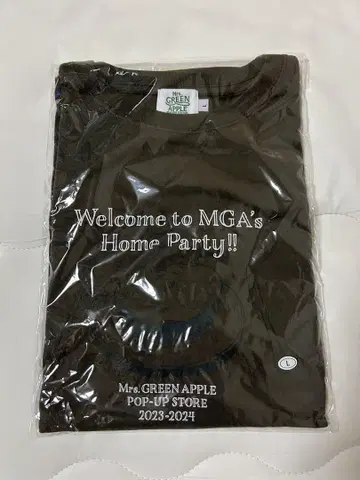 Mrs.
GREEN
APPLE
L
Welcome to MGA's
Home Party!!
Mrs. GREEN APPLE
POP-UP STORE
2023-2024
L